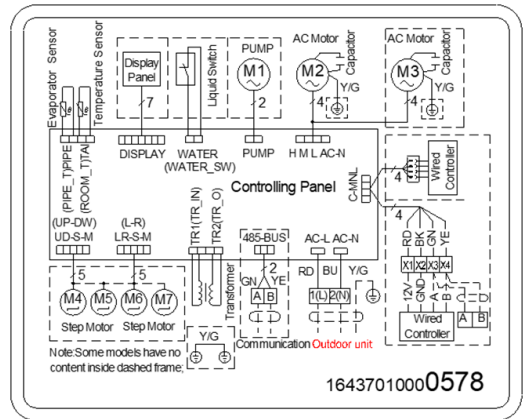 Evaporator Sensor
Temperature Sensor
Display
Panel
7
Liquid Switch
PUMP
M1
2
AC Motor
M2
Capacitor
Y/G
4
AC Motor
M3
Capacitor
Y/G
4
(PIPE_T)PIPE
(ROOM_T)TAI
DISPLAY
WATER
(WATER_SW)
PUMP
H M L AC-N
Controlling Panel
C-MNL
4
Wired
Controller
4
(UP-DW)
UD-S-M
(L-R)
LR-S-M
TR1(TR_IN)
TR2(TR_O)
485-BUS
AC-L AC-N
RD BK GN YE
X1 X2 X3 X4
12V GND A B
Wired
Controller
A B
5
5
M4 M5 M6 M7
Step Motor Step Motor
Transformer
2
GN YE
A B
RD BU Y/G
1(L) 2(N)
Y/G
Communication Outdoor unit
Note:Some models have no
content inside dashed frame;
16437010000578